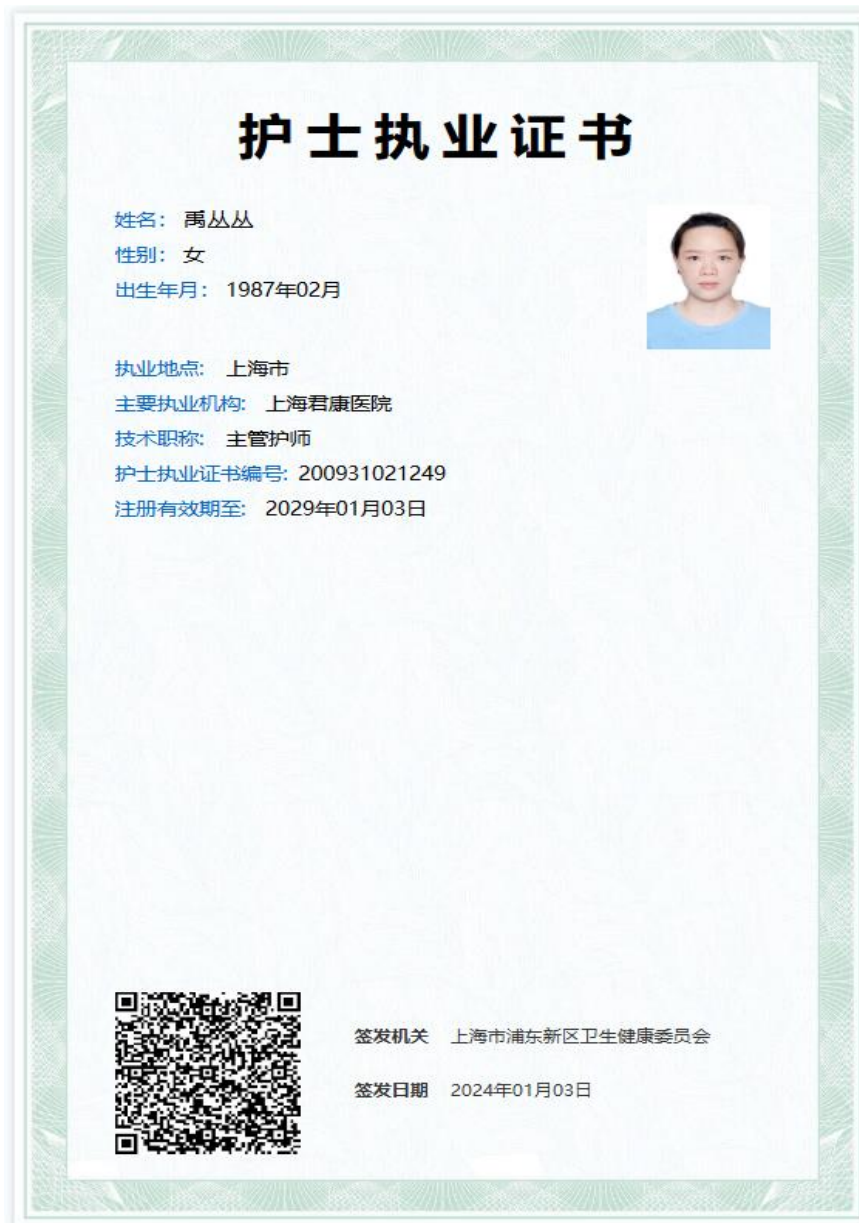 护士执业证书
姓名： 禹丛丛
性别： 女
出生年月： 1987年02月
执业地点: 上海市
主要执业机构: 上海君康医院
技术职称: 主管护师
护士执业证书编号: 200931021249
注册有效期至: 2029年01月03日
签发机关 上海市浦东新区卫生健康委员会
签发日期 2024年01月03日